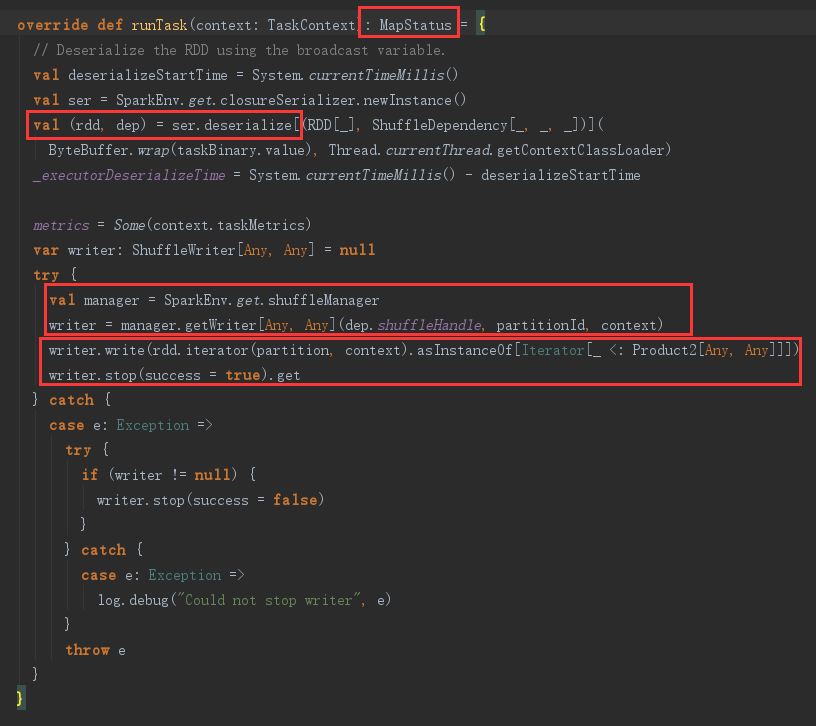 override def runTask(context: TaskContext): MapStatus = {
// Deserialize the RDD using the broadcast variable.
val deserializeStartTime = System.currentTimeMillis()
val ser = SparkEnv.get.closureSerializer.newInstance()
val (rdd, dep) = ser.deserialize[(RDD[_], ShuffleDependency[_, _, _])](
ByteBuffer.wrap(taskBinary.value), Thread.currentThread.getContextClassLoader)
_executorDeserializeTime = System.currentTimeMillis() - deserializeStartTime
metrics = Some(context.taskMetrics)
var writer: ShuffleWriter[Any, Any] = null
try {
val manager = SparkEnv.get.shuffleManager
writer = manager.getWriter[Any, Any](dep.shuffleHandle, partitionId, context)
writer.write(rdd.iterator(partition, context).asInstanceOf[Iterator[_ <: Product2[Any, Any]]])
writer.stop(success = true).get
} catch {
case e: Exception =>
try {
if (writer != null) {
writer.stop(success = false)
}
} catch {
case e: Exception =>
log.debug("Could not stop writer", e)
}
throw e
}
}